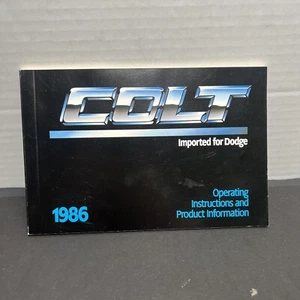 COLT
Imported for Dodge
Operating
Instructions and
Product Information
1986